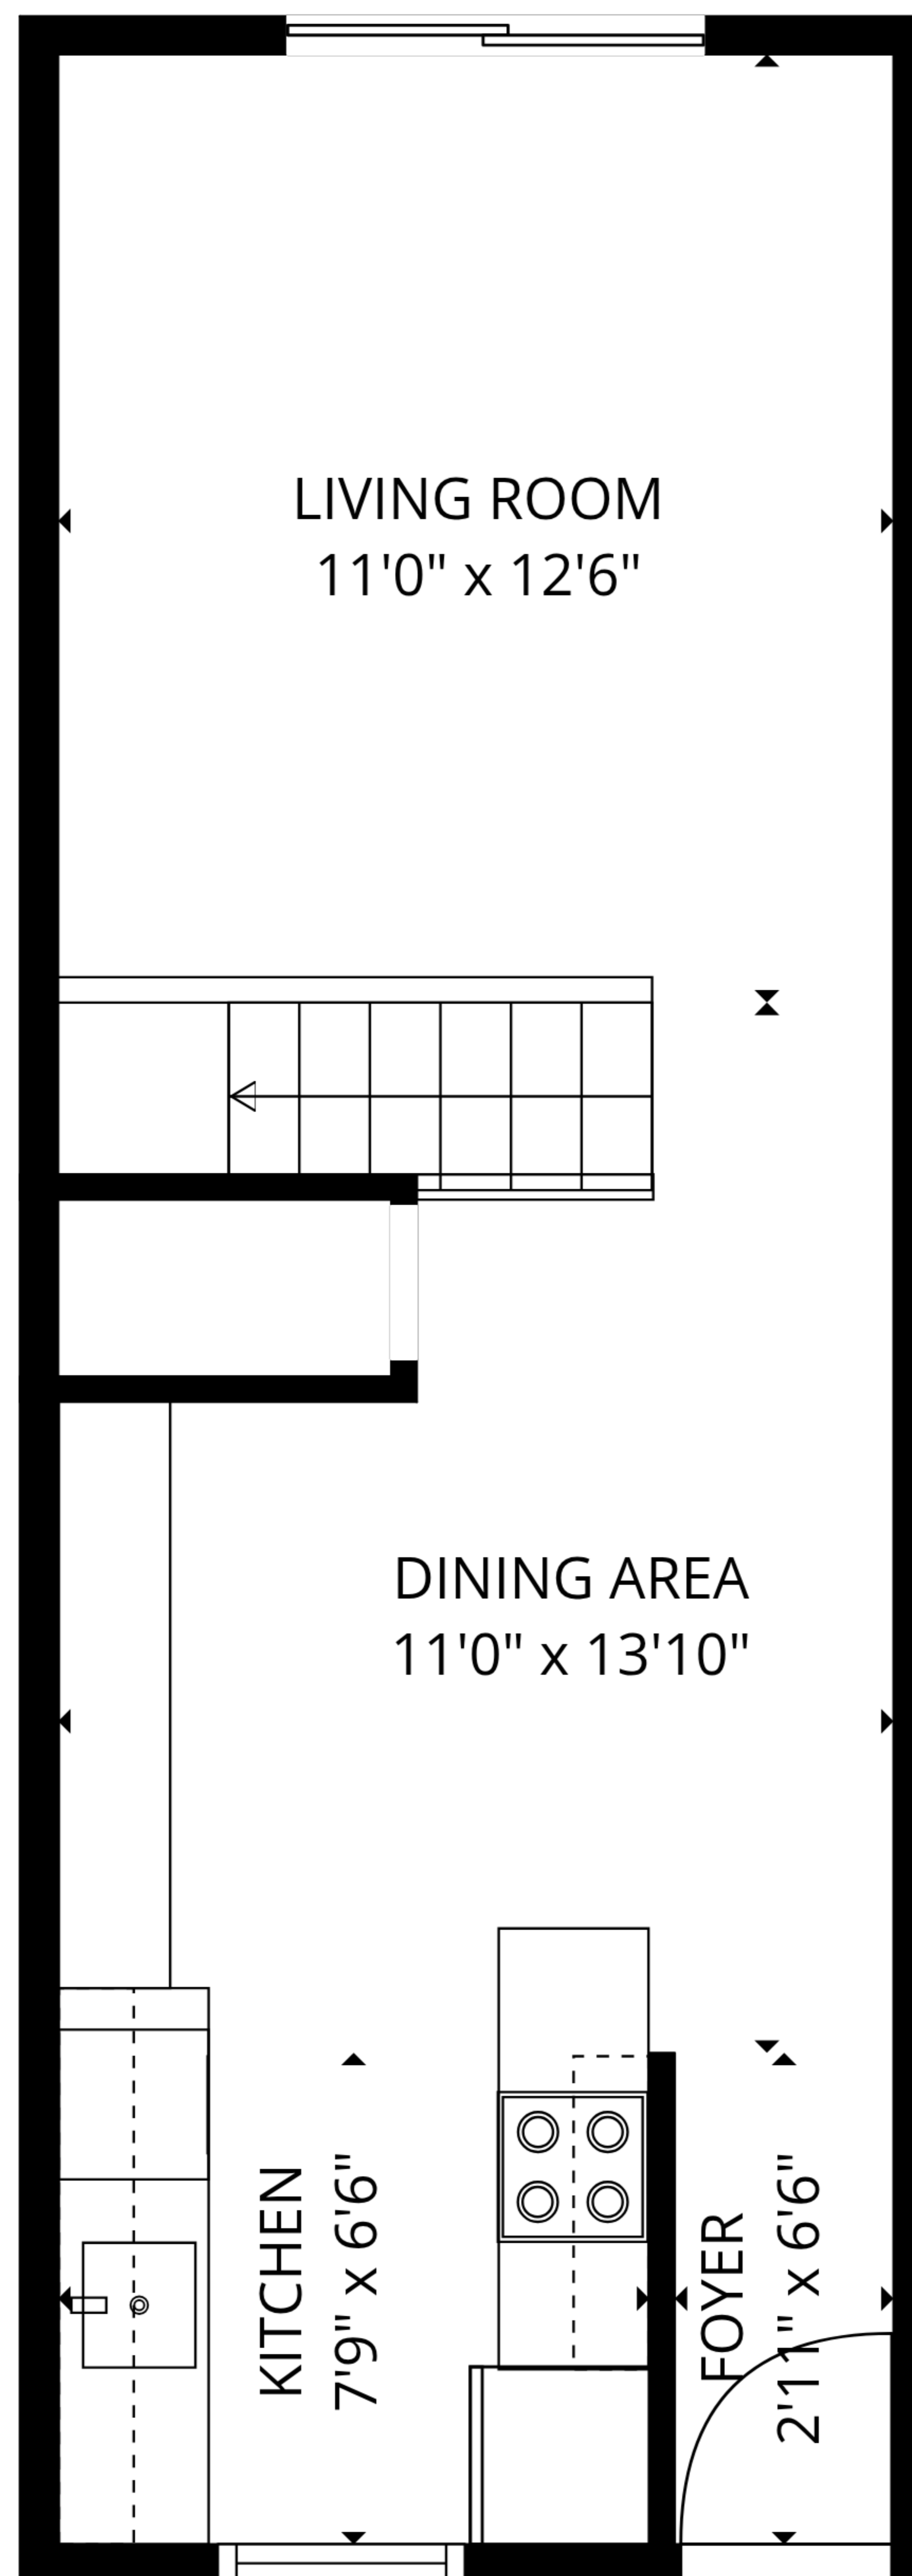 LIVING ROOM
11'0" x 12'6"
DINING AREA
11'0" x 13'10"
KITCHEN
7'9" x 6'6"
FOYER
2'11" x 6'6"